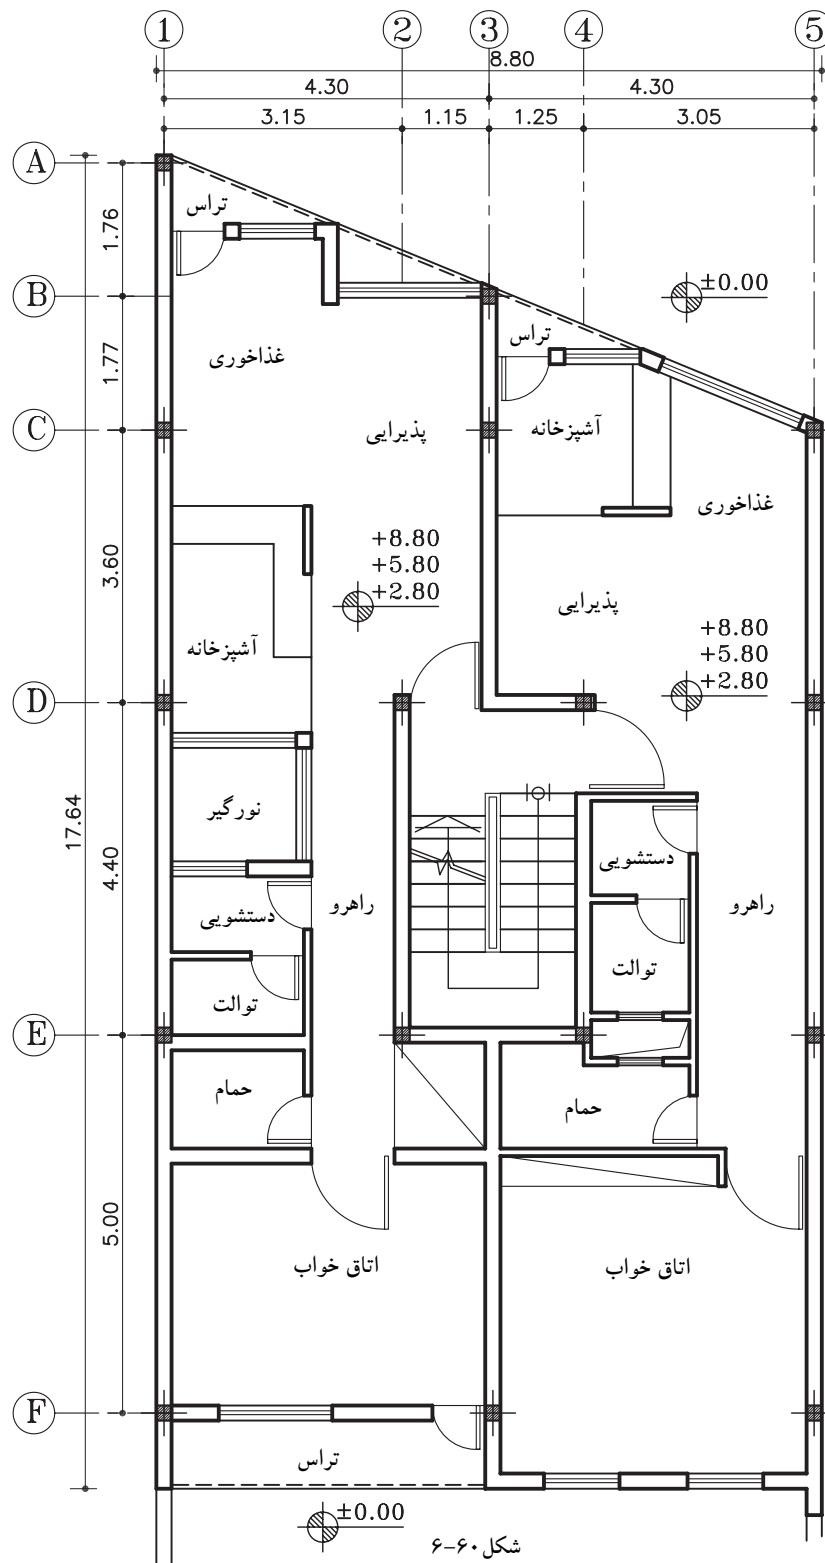 1 2 3 4 5
8.80
4.30 4.30
3.15 1.15 1.25 3.05
A
تراس
1.76
B
±0.00
تراس
1.77
غذاخوری
C
پذیرایی
آشپزخانه
غذاخوری
+8.80
+5.80
+2.80
3.60
پذیرایی
آشپزخانه
+8.80
+5.80
+2.80
D
17.64
نورگیر
4.40
دستشویی
راهرو
دستشویی
راهرو
توالت
توالت
E
حمام
حمام
5.00
اتاق خواب
اتاق خواب
F
تراس
±0.00
شکل ۶۰-۶